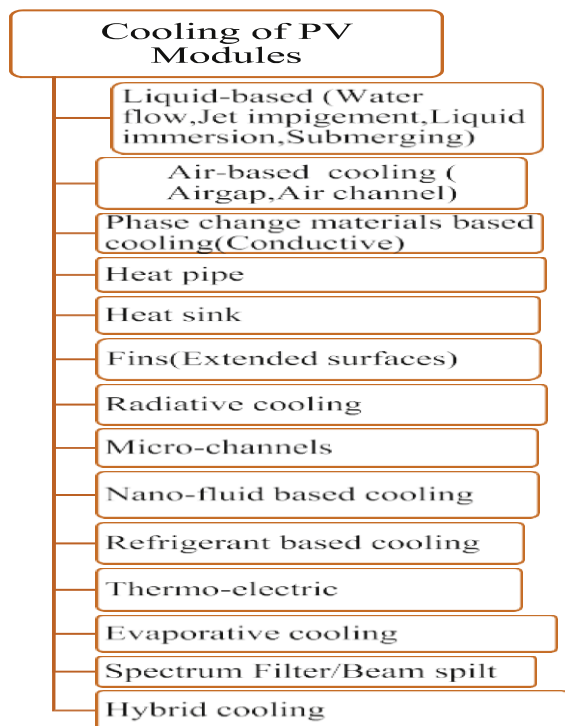 Cooling of PV
Modules
Liquid-based (Water
flow,Jet impigement,Liquid
immersion,Submerging)
Air-based cooling (
Airgap,Air channel)
Phase change materials based
cooling(Conductive)
Heat pipe
Heat sink
Fins(Extended surfaces)
Radiative cooling
Micro-channels
Nano-fluid based cooling
Refrigerant based cooling
Thermo-electric
Evaporative cooling
Spectrum Filter/Beam spilt
Hybrid cooling